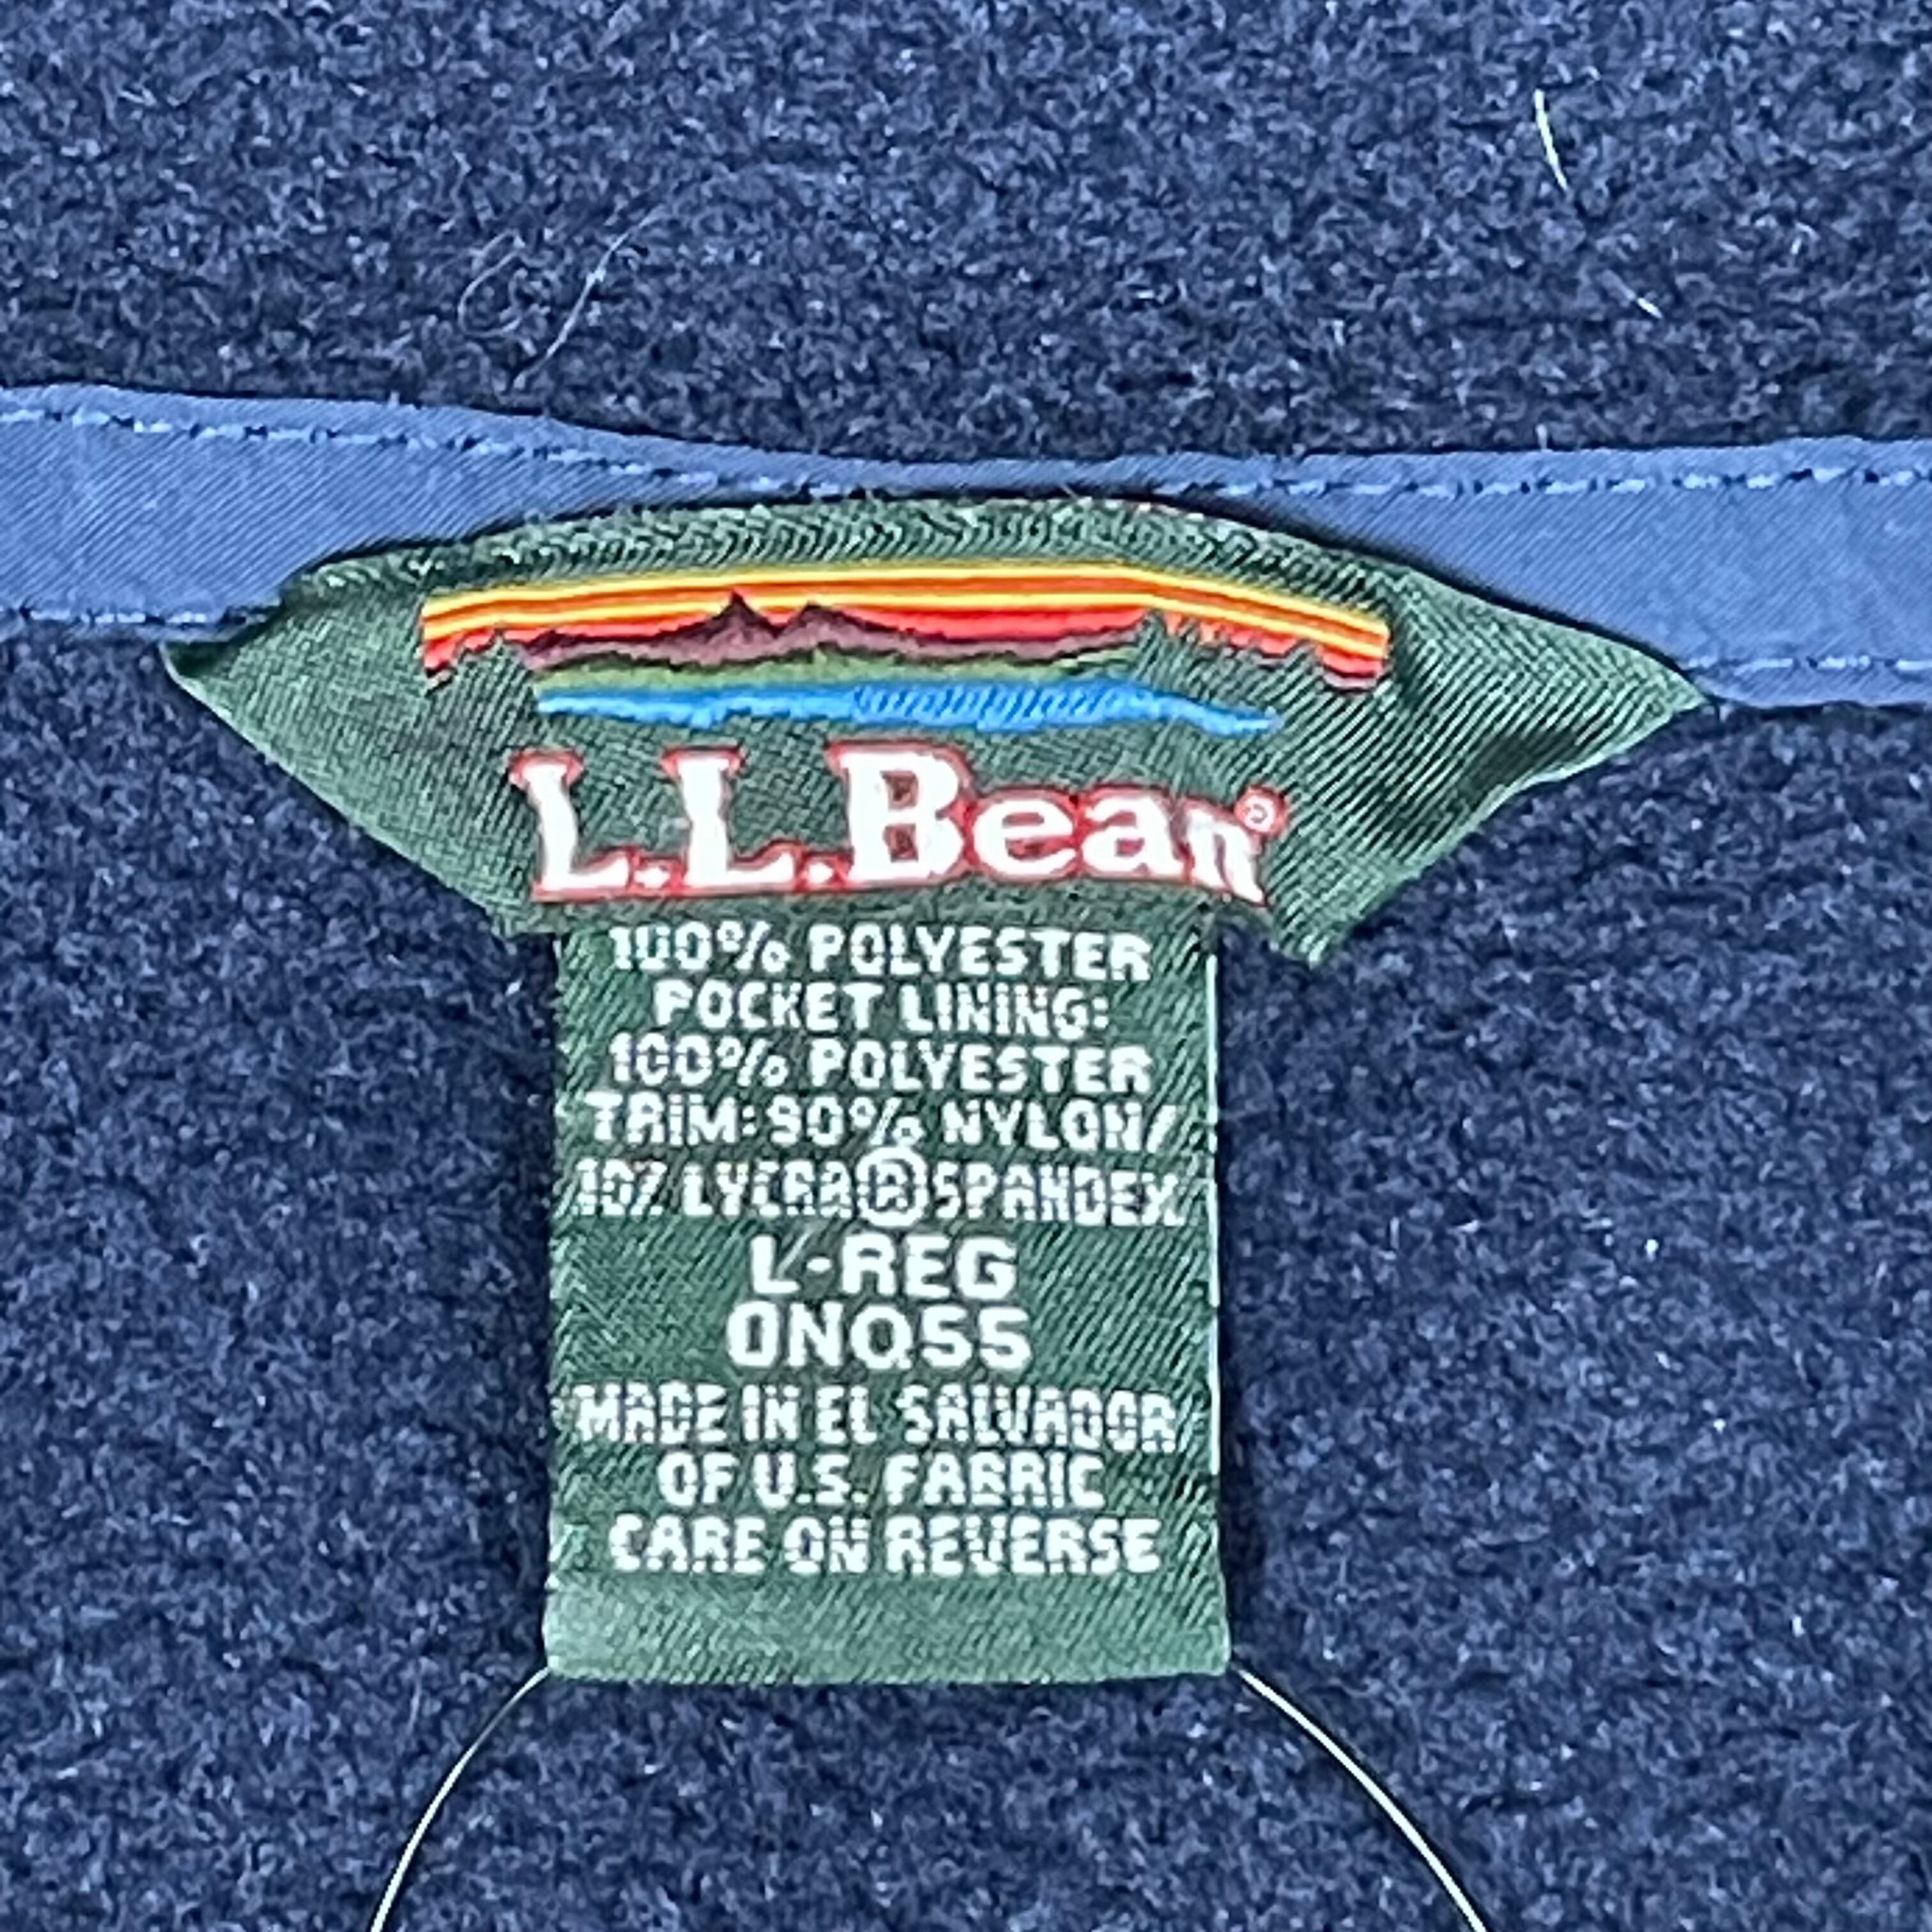 L.L.Bean®
100% POLYESTER
POCKET LINING:
100% POLYESTER
TRIM: 90% NYLON/
10% LYCRA® SPANDEX
L-REG
0NQ55
MADE IN EL SALVADOR
OF U.S. FABRIC
CARE ON REVERSE